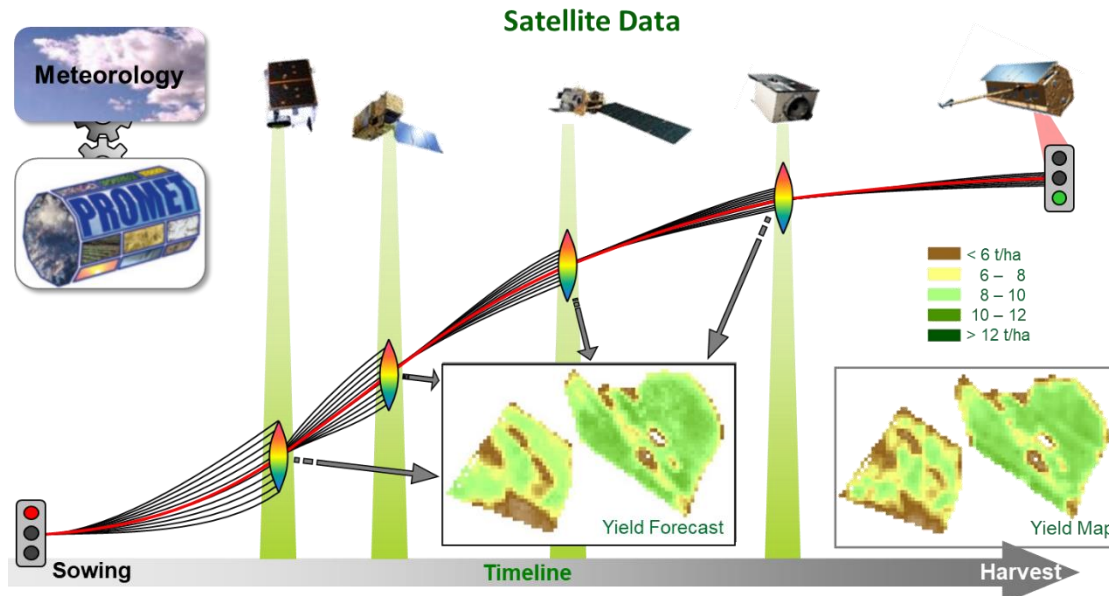 Satellite Data
Meteorology
PROMET
< 6 t/ha
6 – 8
8 – 10
10 – 12
> 12 t/ha
Yield Forecast
Yield Map
Sowing
Timeline
Harvest